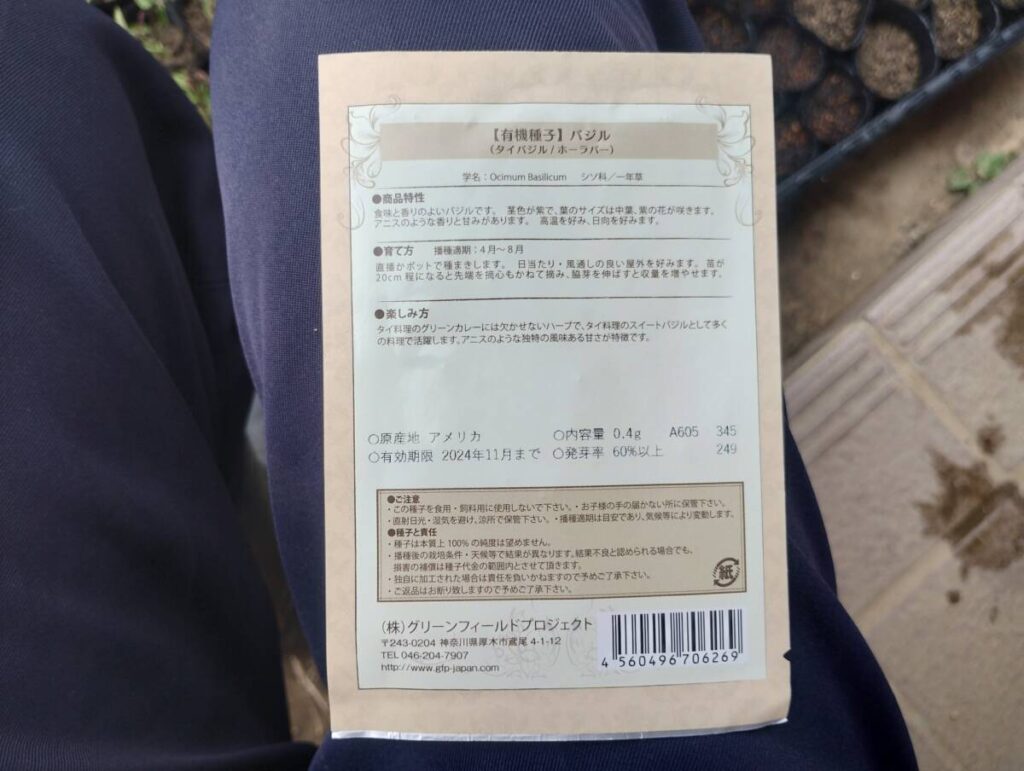 【有機種子】バジル
(タイバジル/ホーラパー)
学名：Ocimum Basilicum シソ科／一年草
●商品特性
食味と香りのよいバジルです。 茎色が紫で、葉のサイズは中葉、紫の花が咲きます。
アニスのような香りと甘みがあります。 高温を好み、日向を好みます。
●育て方 播種適期：4月～8月
直播かポットで種まきします。 日当たり・風通しの良い屋外を好みます。 苗が
20cm 程になると先端を摘心もかねて摘み、脇芽を伸ばすと収量を増やせます。
●楽しみ方
タイ料理のグリーンカレーには欠かせないハーブで、タイ料理のスイートバジルとして多く
の料理で活躍します。アニスのような独特の風味ある甘さが特徴です。
○原産地 アメリカ ○内容量 0.4g A605 345
○有効期限 2024年11月まで ○発芽率 60%以上 249
●ご注意
・この種子を食用・飼料用に使用しないで下さい。・お子様の手の届かない所に保管下さい。
・直射日光・湿気を避け、涼所で保管下さい。・播種適期は目安であり、気候等により変動します。
●種子と責任
・種子は本質上 100% の純度は望めません。
・播種後の栽培条件・天候等で結果が異なります。結果不良と認められる場合でも、
損害の補償は種子代金の範囲内とさせて頂きます。
・独自に加工された場合は責任を負いかねますので予めご了承下さい。
・ご返品はお断り致しますので予めご了承下さい。
紙
(株)グリーンフィールドプロジェクト
〒243-0204 神奈川県厚木市鳶尾 4-1-12
TEL 046-204-7907
http://www.gfp-japan.com
4 560496 706269